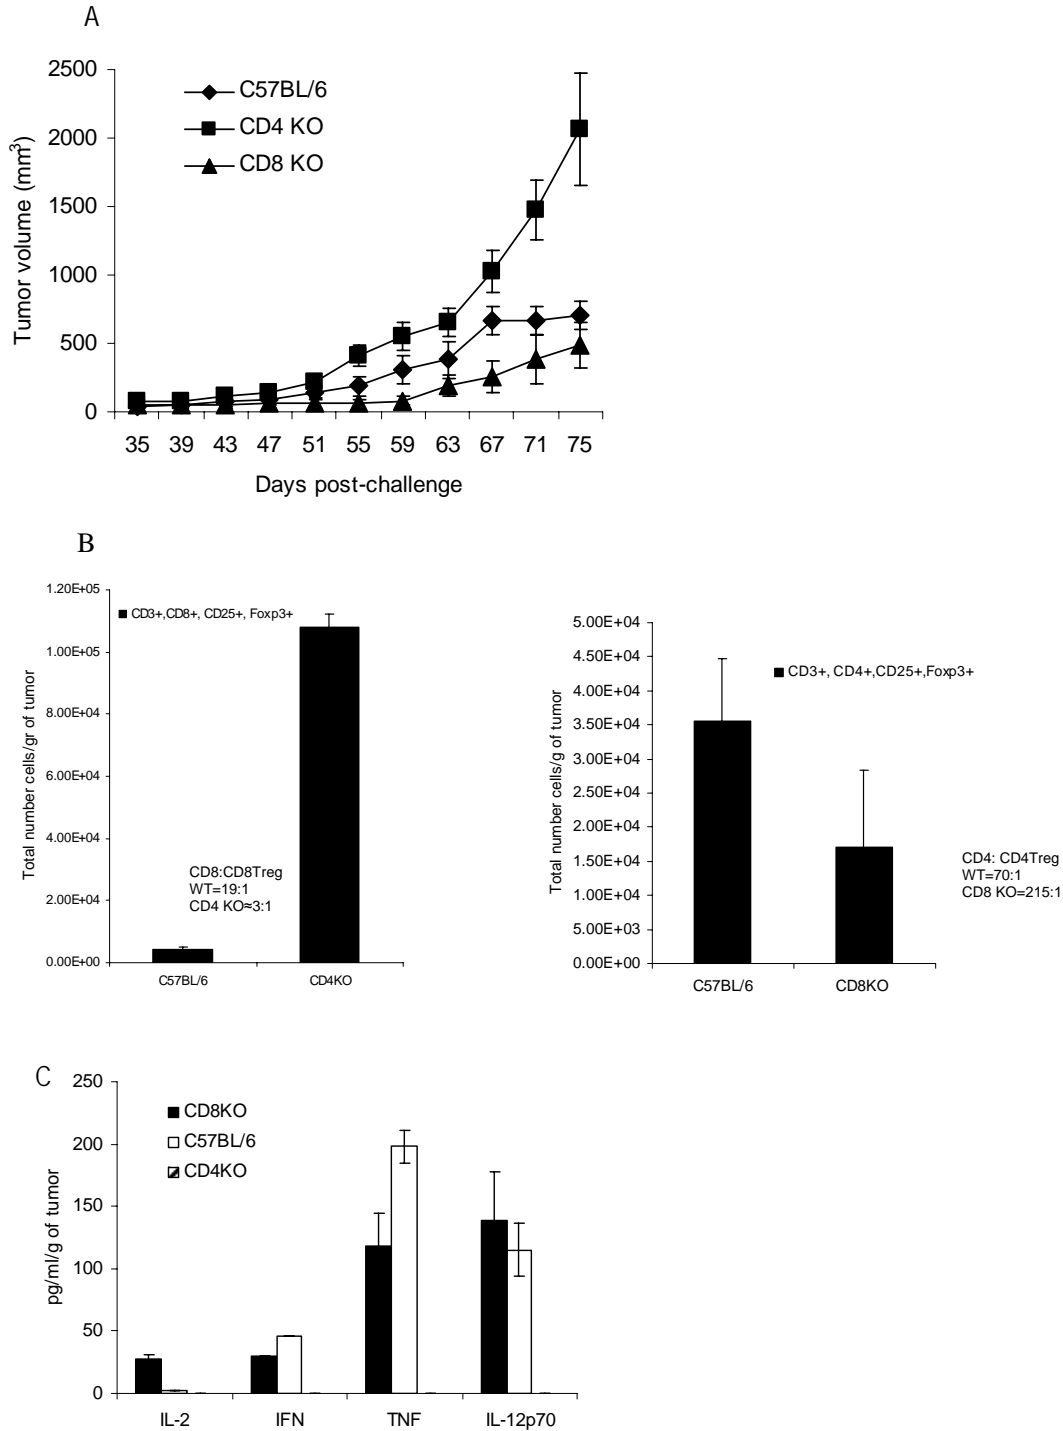 A
2500
2000
1500
1000
500
0
Tumor volume (mm3)
C57BL/6
CD4 KO
CD8 KO
35 39 43 47 51 55 59 63 67 71 75
Days post-challenge
B
1.20E+05
1.00E+05
8.00E+04
6.00E+04
4.00E+04
2.00E+04
0.00E+00
Total number cells/gr of tumor
CD3+,CD8+, CD25+, Foxp3+
CD8:CD8Treg
WT=19:1
CD4 KO≈3:1
C57BL/6 CD4KO
5.00E+04
4.50E+04
4.00E+04
3.50E+04
3.00E+04
2.50E+04
2.00E+04
1.50E+04
1.00E+04
5.00E+03
0.00E+00
Total number cells/g of tumor
CD3+, CD4+,CD25+,Foxp3+
CD4: CD4Treg
WT=70:1
CD8 KO=215:1
C57BL/6 CD8KO
C
250
200
150
100
50
0
pg/ml/g of tumor
CD8KO
C57BL/6
CD4KO
IL-2 IFN TNF IL-12p70